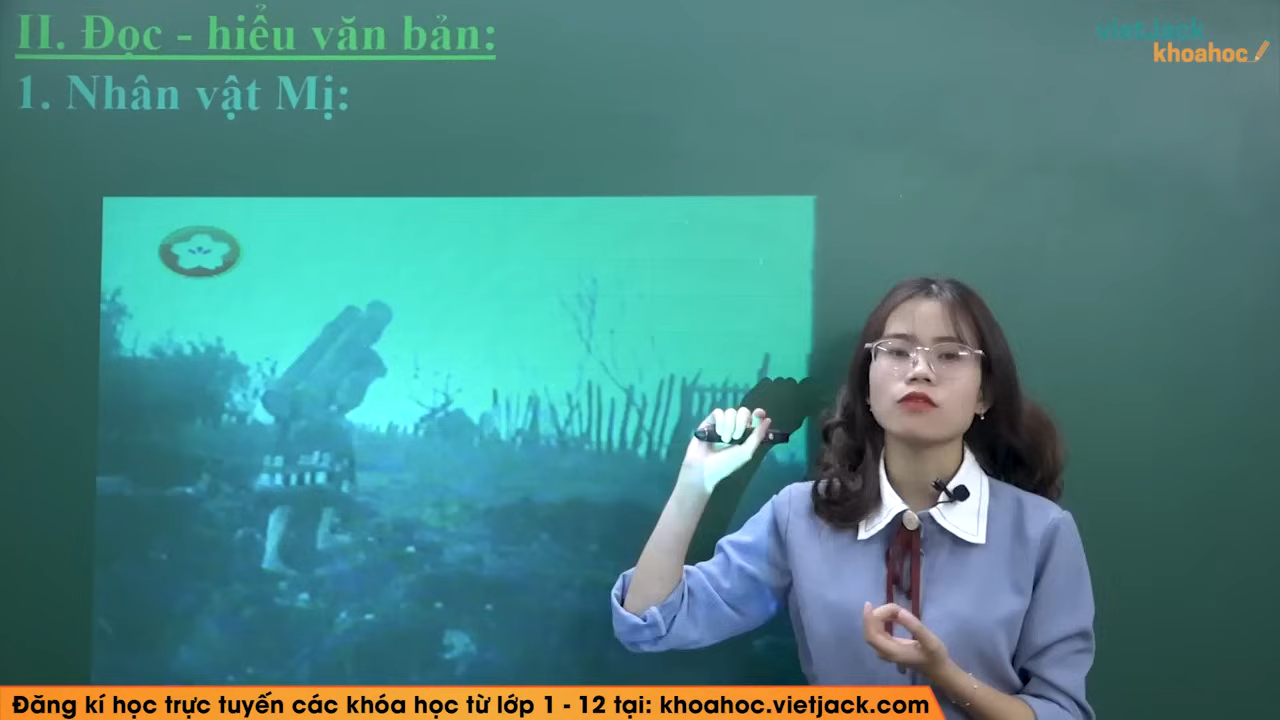 II. Đọc - hiểu văn bản:
vietJack
khoahoc
1. Nhân vật Mị:
Đăng kí học trực tuyến các khóa học từ lớp 1 - 12 tại: khoahoc.vietjack.com